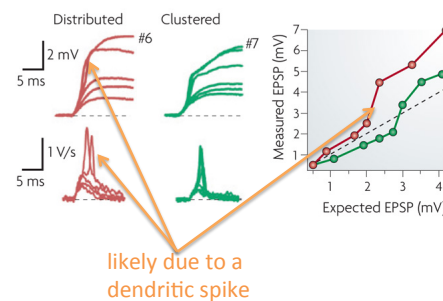 Distributed
Clustered
#6
#7
2 mV
5 ms
1 V/s
5 ms
Measured EPSP (mV)
7
6
5
4
3
2
1
1 2 3 4
Expected EPSP (mV)
likely due to a
dendritic spike